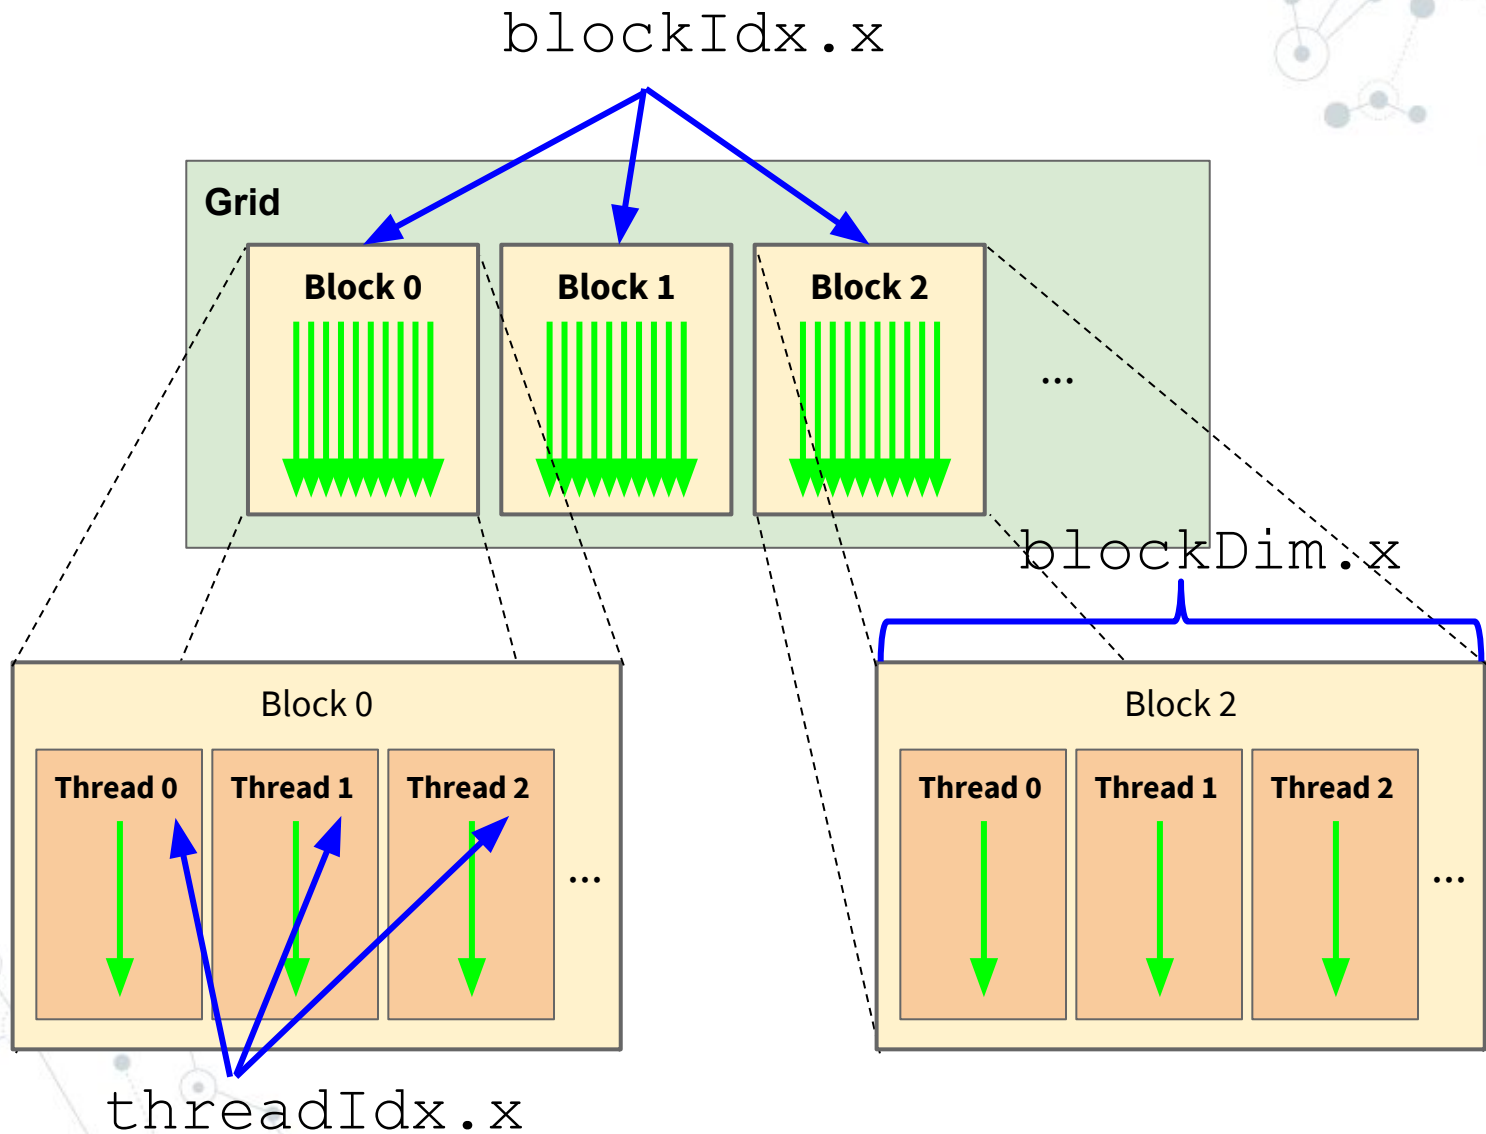 blockIdx.x
Grid
Block 0
Block 1
Block 2
...
blockDim.x
Block 0
Thread 0
Thread 1
Thread 2
...
Block 2
Thread 0
Thread 1
Thread 2
...
threadIdx.x